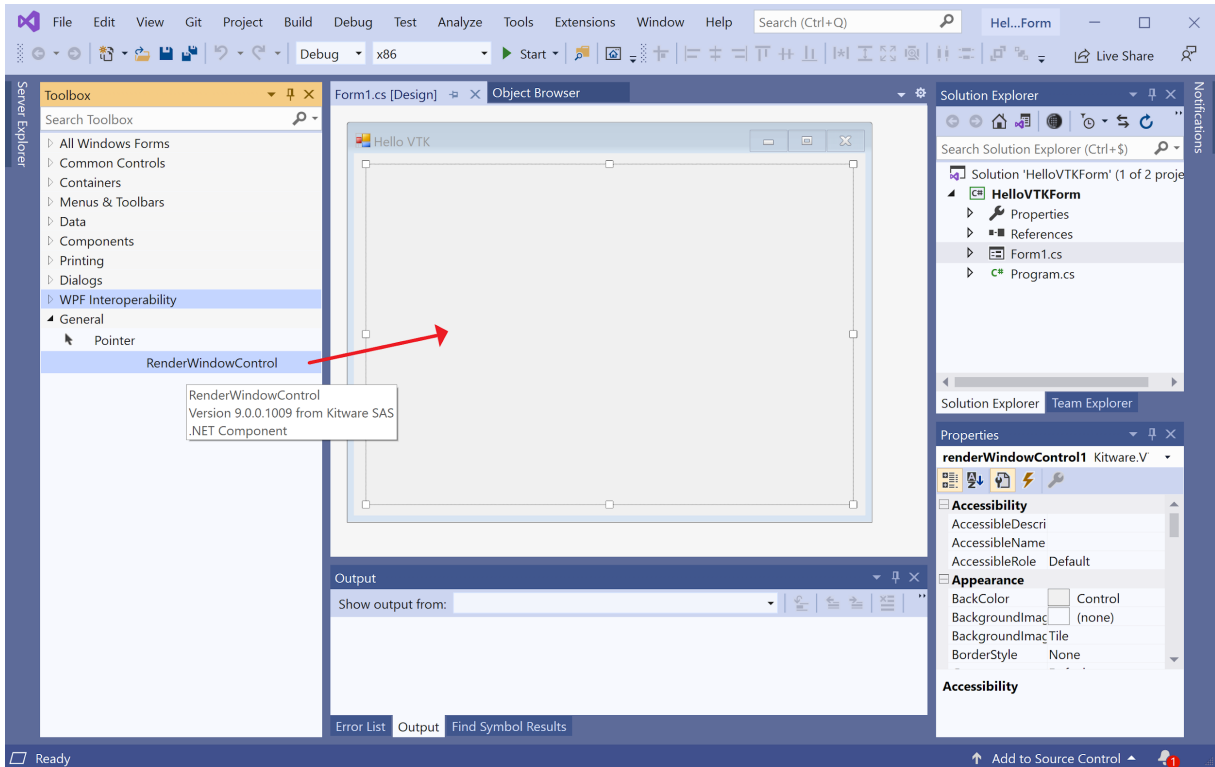 File Edit View Git Project Build Debug Test Analyze Tools Extensions Window Help Search (Ctrl+Q) Hel...Form
Debug x86 Start Live Share
Server Explorer
Toolbox
Search Toolbox
All Windows Forms
Common Controls
Containers
Menus & Toolbars
Data
Components
Printing
Dialogs
WPF Interoperability
General
Pointer
RenderWindowControl
RenderWindowControl
Version 9.0.0.1009 from Kitware SAS
.NET Component
Form1.cs [Design] Object Browser
Hello VTK
Output
Show output from:
Error List Output Find Symbol Results
Solution Explorer
Search Solution Explorer (Ctrl+$)
Solution 'HelloVTKForm' (1 of 2 proje
C# HelloVTKForm
Properties
References
Form1.cs
C# Program.cs
Solution Explorer Team Explorer
Properties
renderWindowControl1 Kitware.V
Accessibility
AccessibleDescri
AccessibleName
AccessibleRole Default
Appearance
BackColor Control
BackgroundImag (none)
BackgroundImag Tile
BorderStyle None
Accessibility
Notifications
Ready
Add to Source Control 1